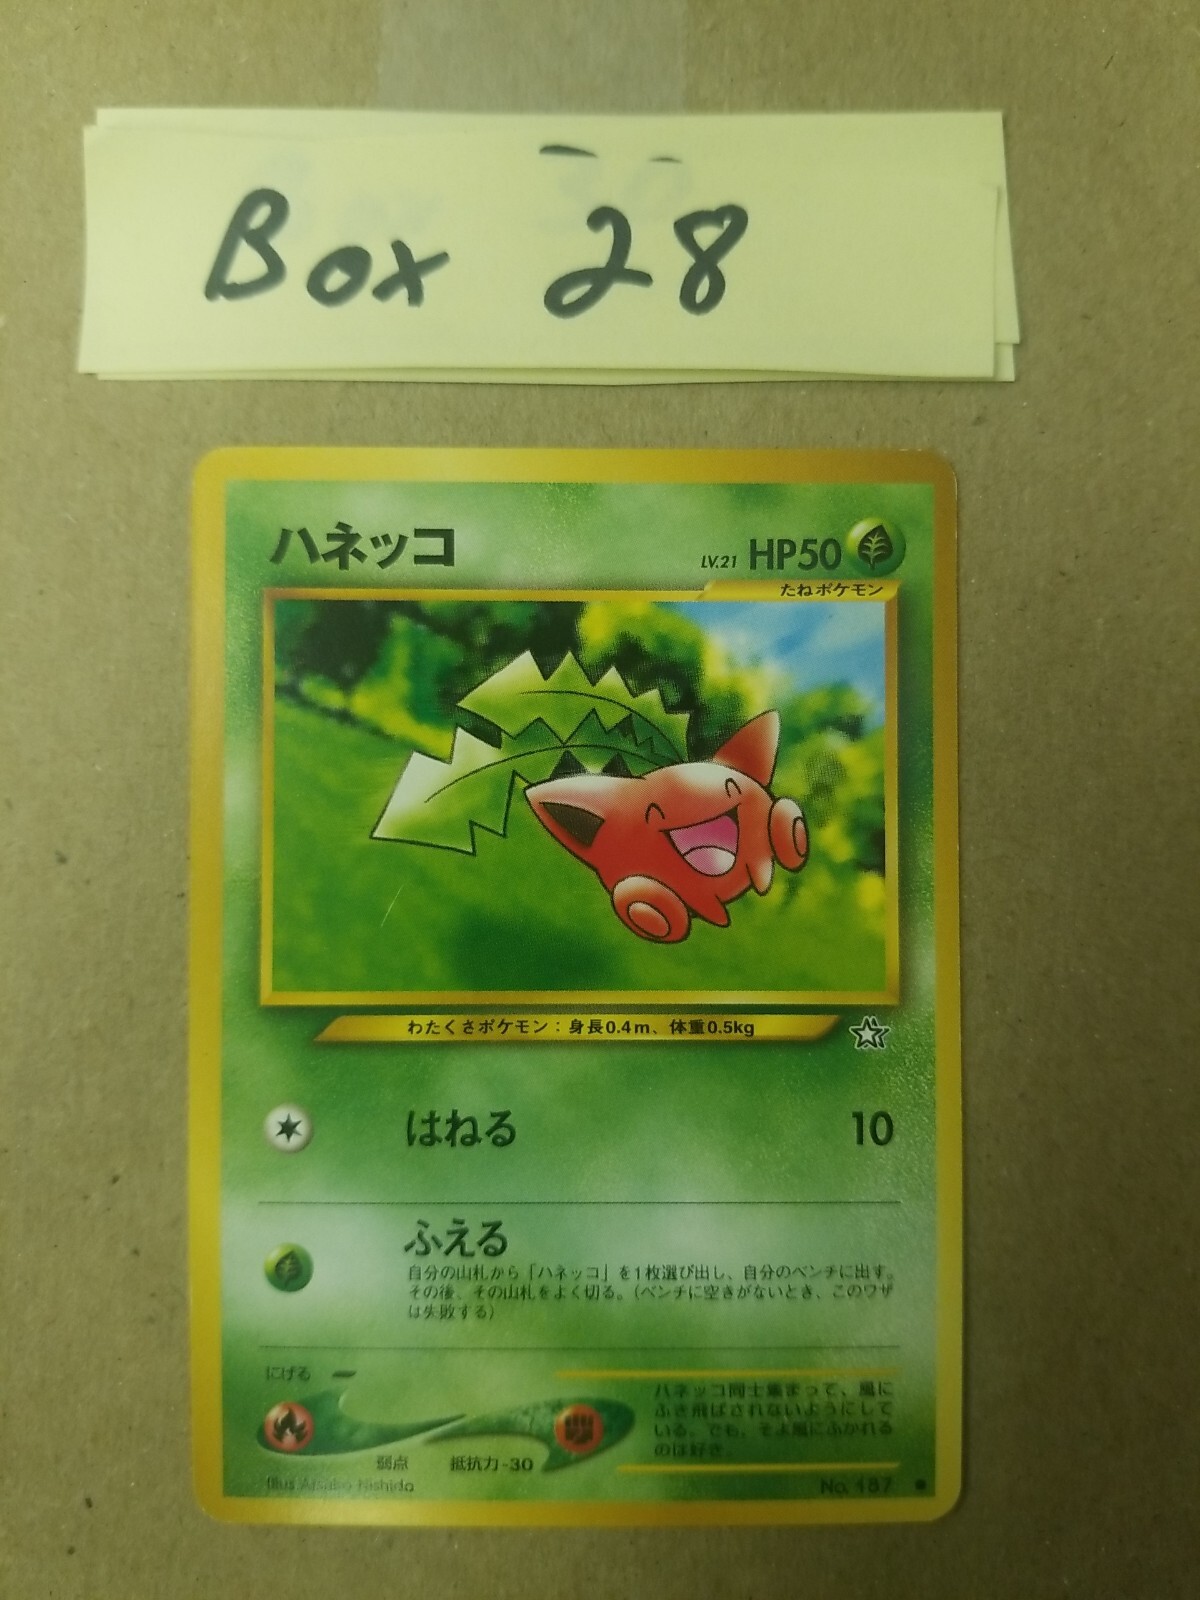 Box 28
ハネッコ
LV.21 HP50
たねポケモン
わたくさポケモン：身長0.4m、体重0.5kg
はねる 10
ふえる
自分の山札から「ハネッコ」を1枚選び出し、自分のベンチに出す。
その後、その山札をよく切る。（ベンチに空きがないとき、このワザ
は失敗する）
にげる
ハネッコ同士集まって、風に
ふき飛ばされないようにして
いる。でも、そよ風にふかれる
のは好き。
弱点 抵抗力-30
Illus. Atsuko Nishida No. 187